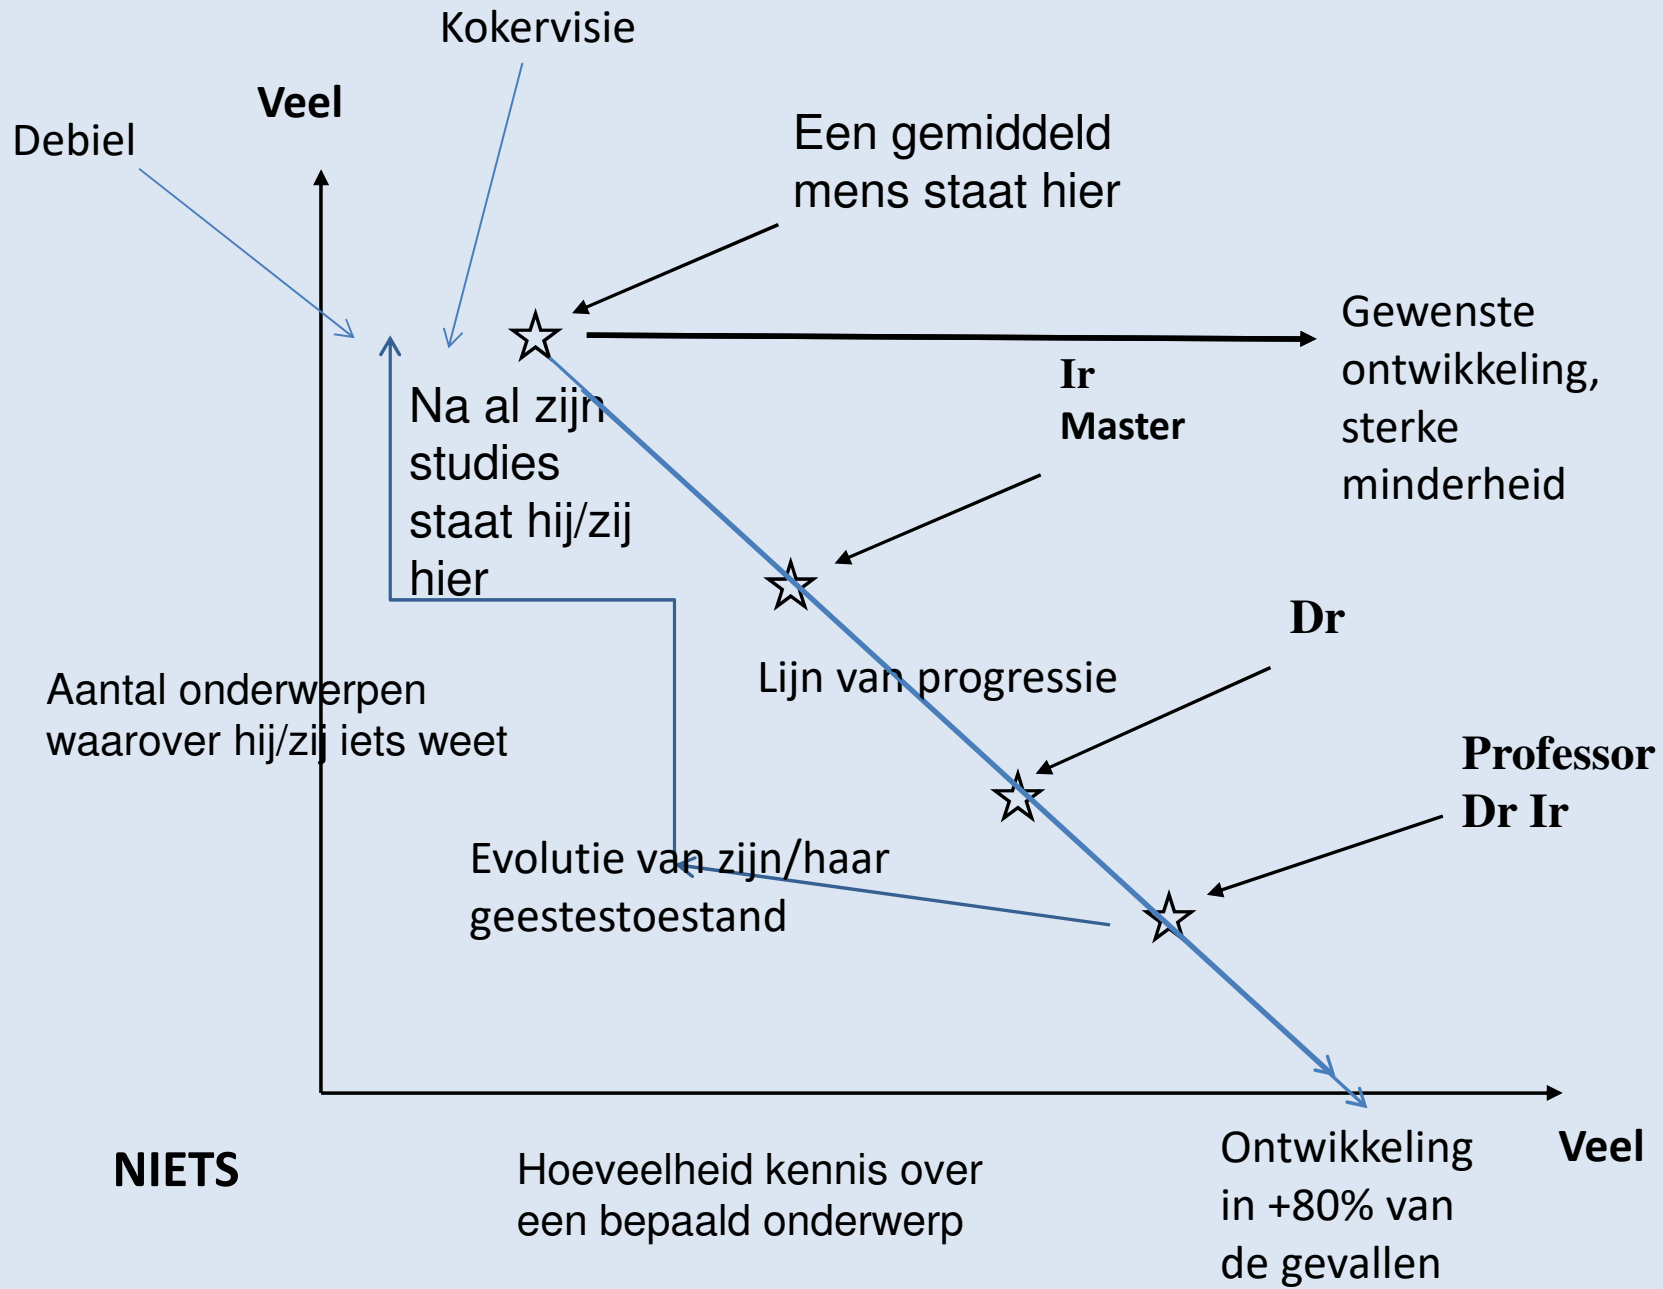 Kokervisie
Veel
Debiel
Een gemiddeld
mens staat hier
Gewenste
ontwikkeling,
sterke
minderheid
Ir
Master
Na al zijn
studies
staat hij/zij
hier
Dr
Lijn van progressie
Aantal onderwerpen
waarover hij/zij iets weet
Professor
Dr Ir
Evolutie van zijn/haar
geestestoestand
NIETS
Hoeveelheid kennis over
een bepaald onderwerp
Ontwikkeling
in +80% van
de gevallen
Veel